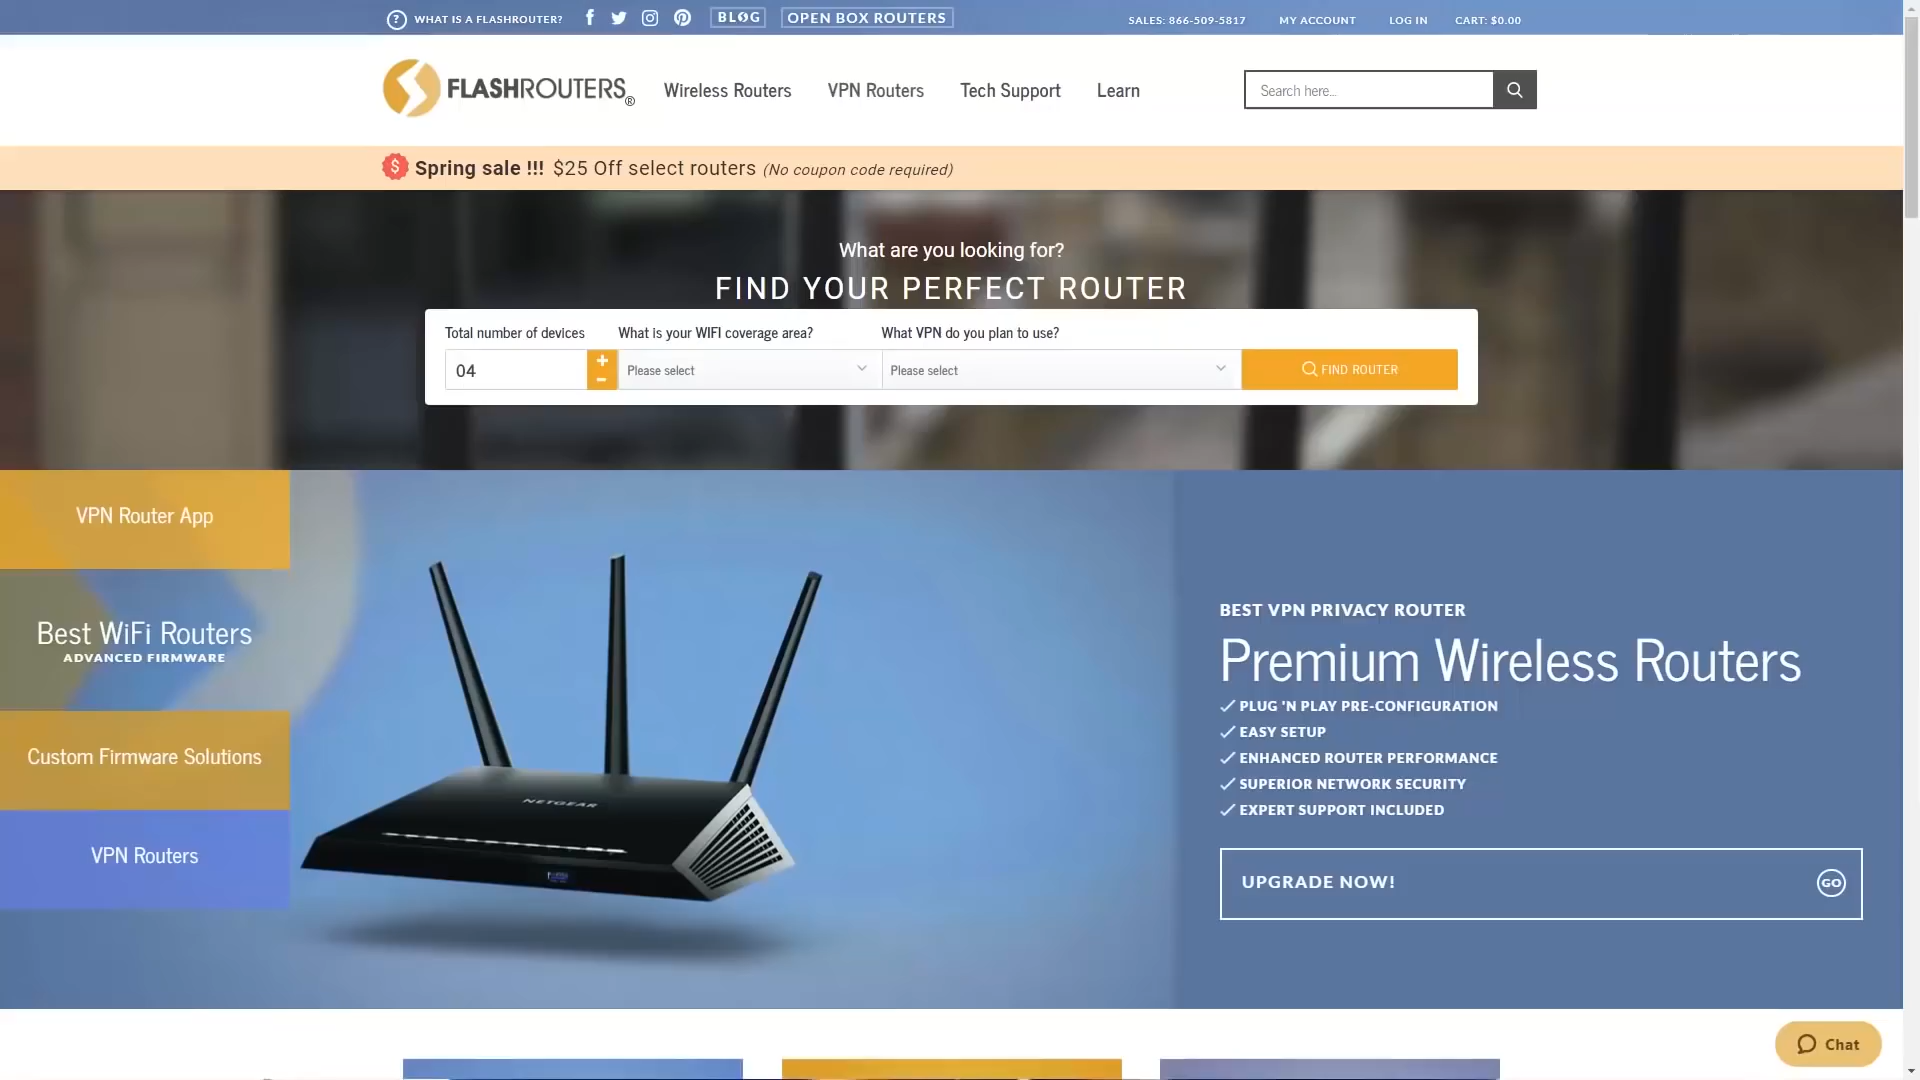 WHAT IS A FLASHROUTER?
BLOG
OPEN BOX ROUTERS
SALES: 866-509-5817
MY ACCOUNT
LOG IN
CART: $0.00
FLASHROUTERS®
Wireless Routers
VPN Routers
Tech Support
Learn
Search here...
Spring sale !!! $25 Off select routers (No coupon code required)
What are you looking for?
FIND YOUR PERFECT ROUTER
Total number of devices
What is your WIFI coverage area?
What VPN do you plan to use?
04
Please select
Please select
FIND ROUTER
VPN Router App
Best WiFi Routers
ADVANCED FIRMWARE
Custom Firmware Solutions
VPN Routers
NETGEAR
BEST VPN PRIVACY ROUTER
Premium Wireless Routers
PLUG 'N PLAY PRE-CONFIGURATION
EASY SETUP
ENHANCED ROUTER PERFORMANCE
SUPERIOR NETWORK SECURITY
EXPERT SUPPORT INCLUDED
UPGRADE NOW!
GO
Chat